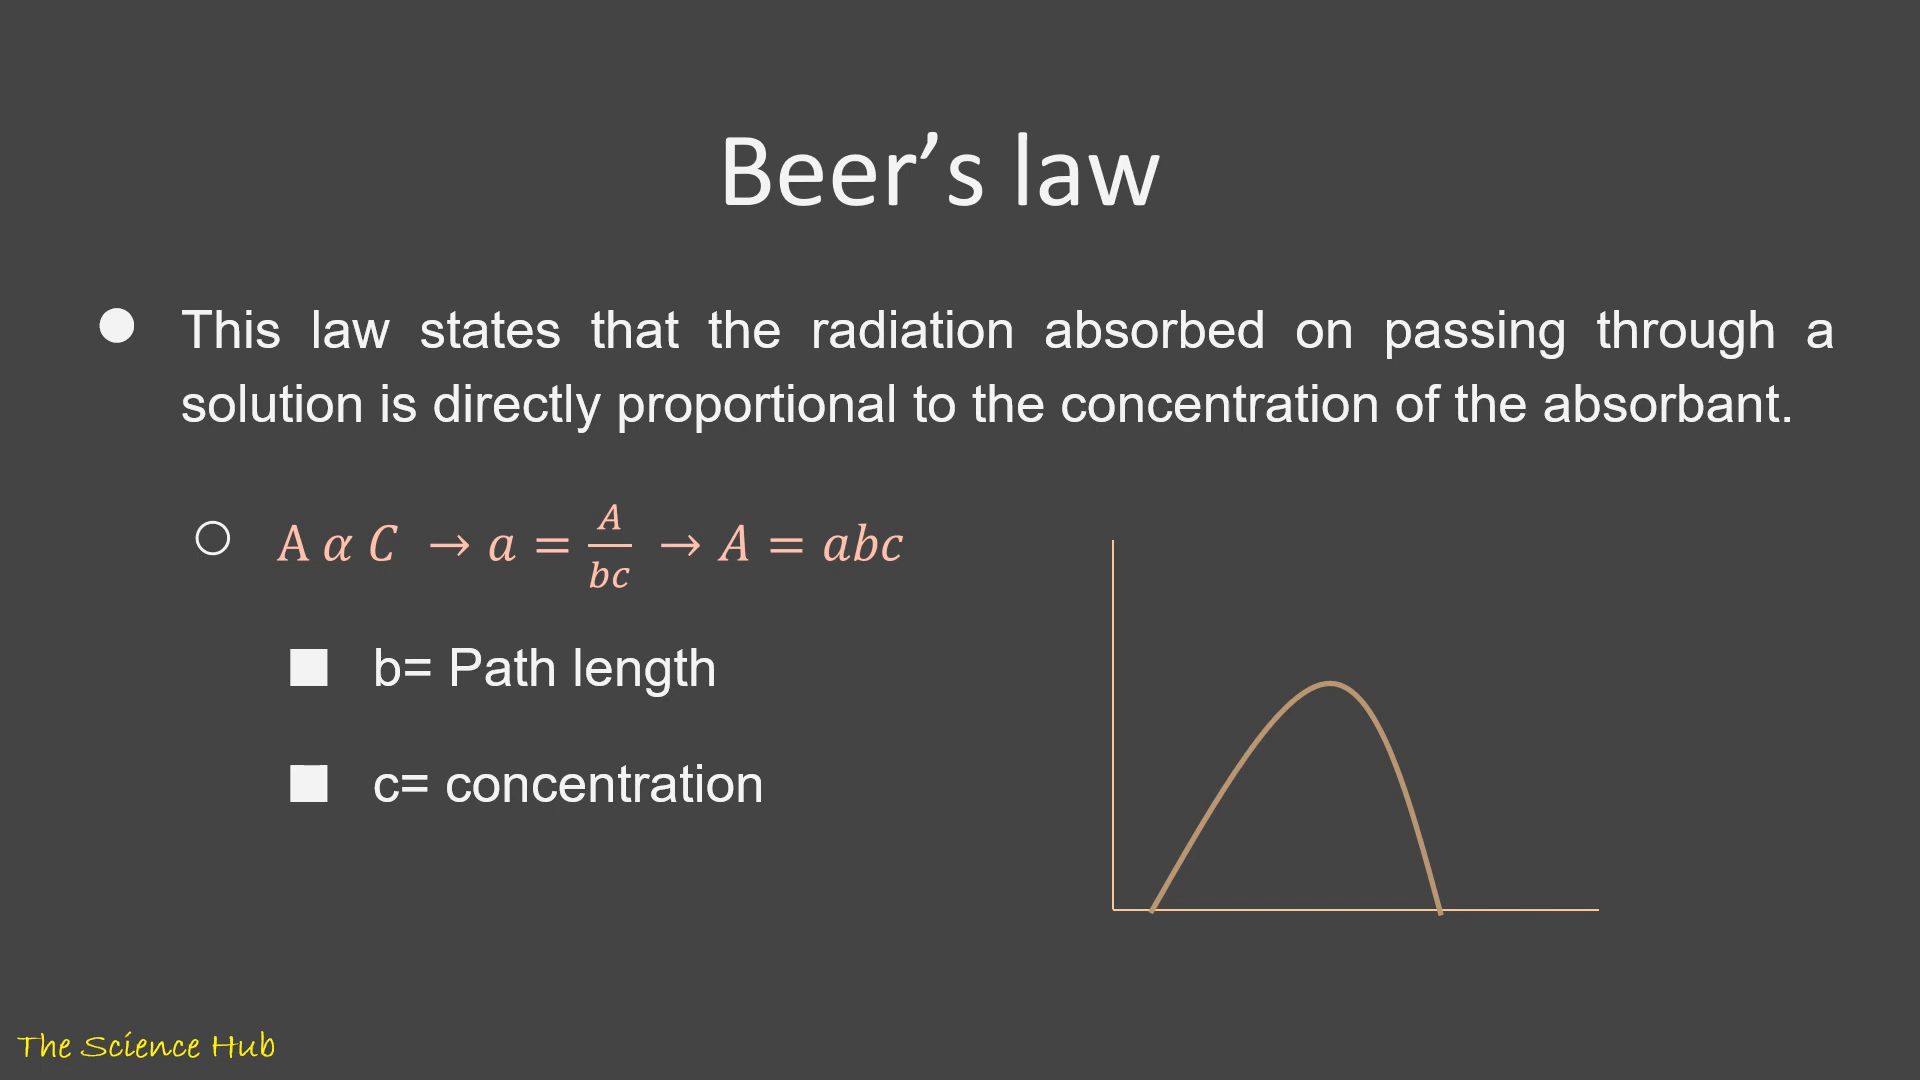 Beer’s law
● This law states that the radiation absorbed on passing through a
solution is directly proportional to the concentration of the absorbant.
○ A α C → a = A/bc → A = abc
■ b= Path length
■ c= concentration
The Science Hub